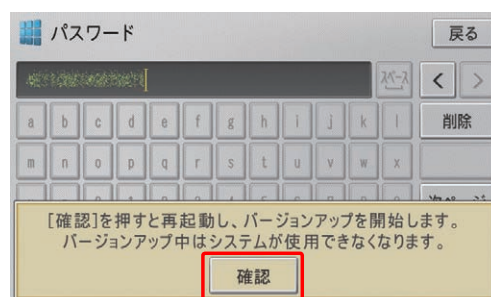 パスワード
戻る
スペース < >
a b c d e f g h i j k l 削除
m n o p q r s t u v w x
[確認]を押すと再起動し、バージョンアップを開始します。
バージョンアップ中はシステムが使用できなくなります。
確認